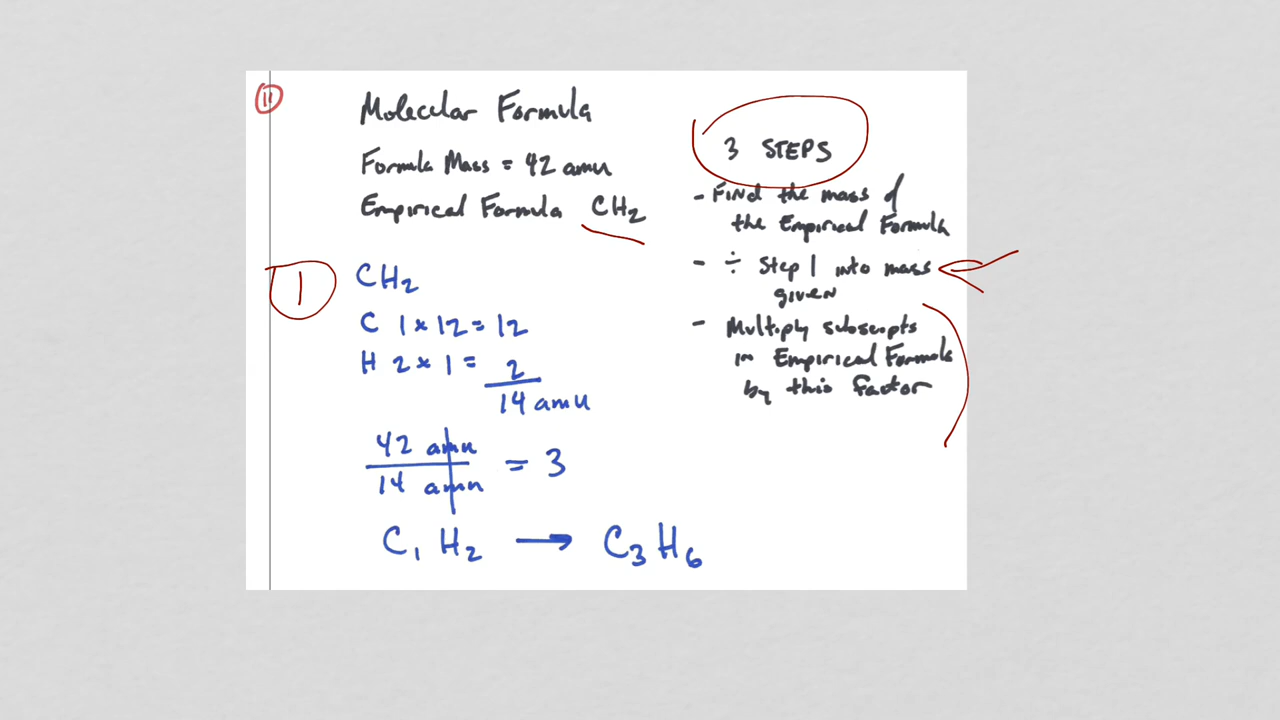 11
Molecular Formula
Formula Mass = 42 amu
Empirical Formula CH₂
1
CH₂
C 1 × 12 = 12
H 2 × 1 = 2
14 amu
42 amu
14 amu
= 3
C₁ H₂ → C₃ H₆
3 STEPS
- Find the mass of
the Empirical Formula
- ÷ Step 1 into mass
given
- Multiply subscripts
in Empirical Formula
by this factor